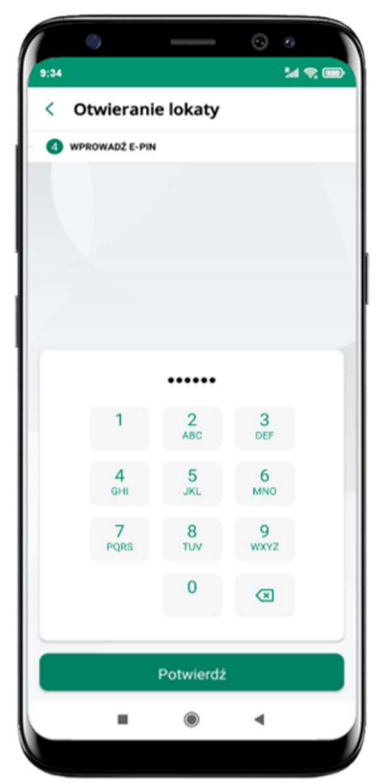 9:34
Otwieranie lokaty
4 WPROWADŹ E-PIN
••••••
1 2 3
ABC DEF
4 5 6
GHI JKL MNO
7 8 9
PQRS TUV WXYZ
0
Potwierdź